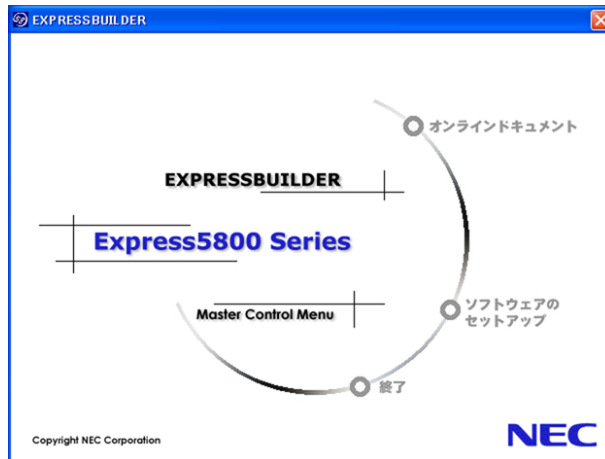 EXPRESSBUILDER
オンラインドキュメント
EXPRESSBUILDER
Express5800 Series
ソフトウェアの
セットアップ
Master Control Menu
終了
Copyright NEC Corporation
NEC